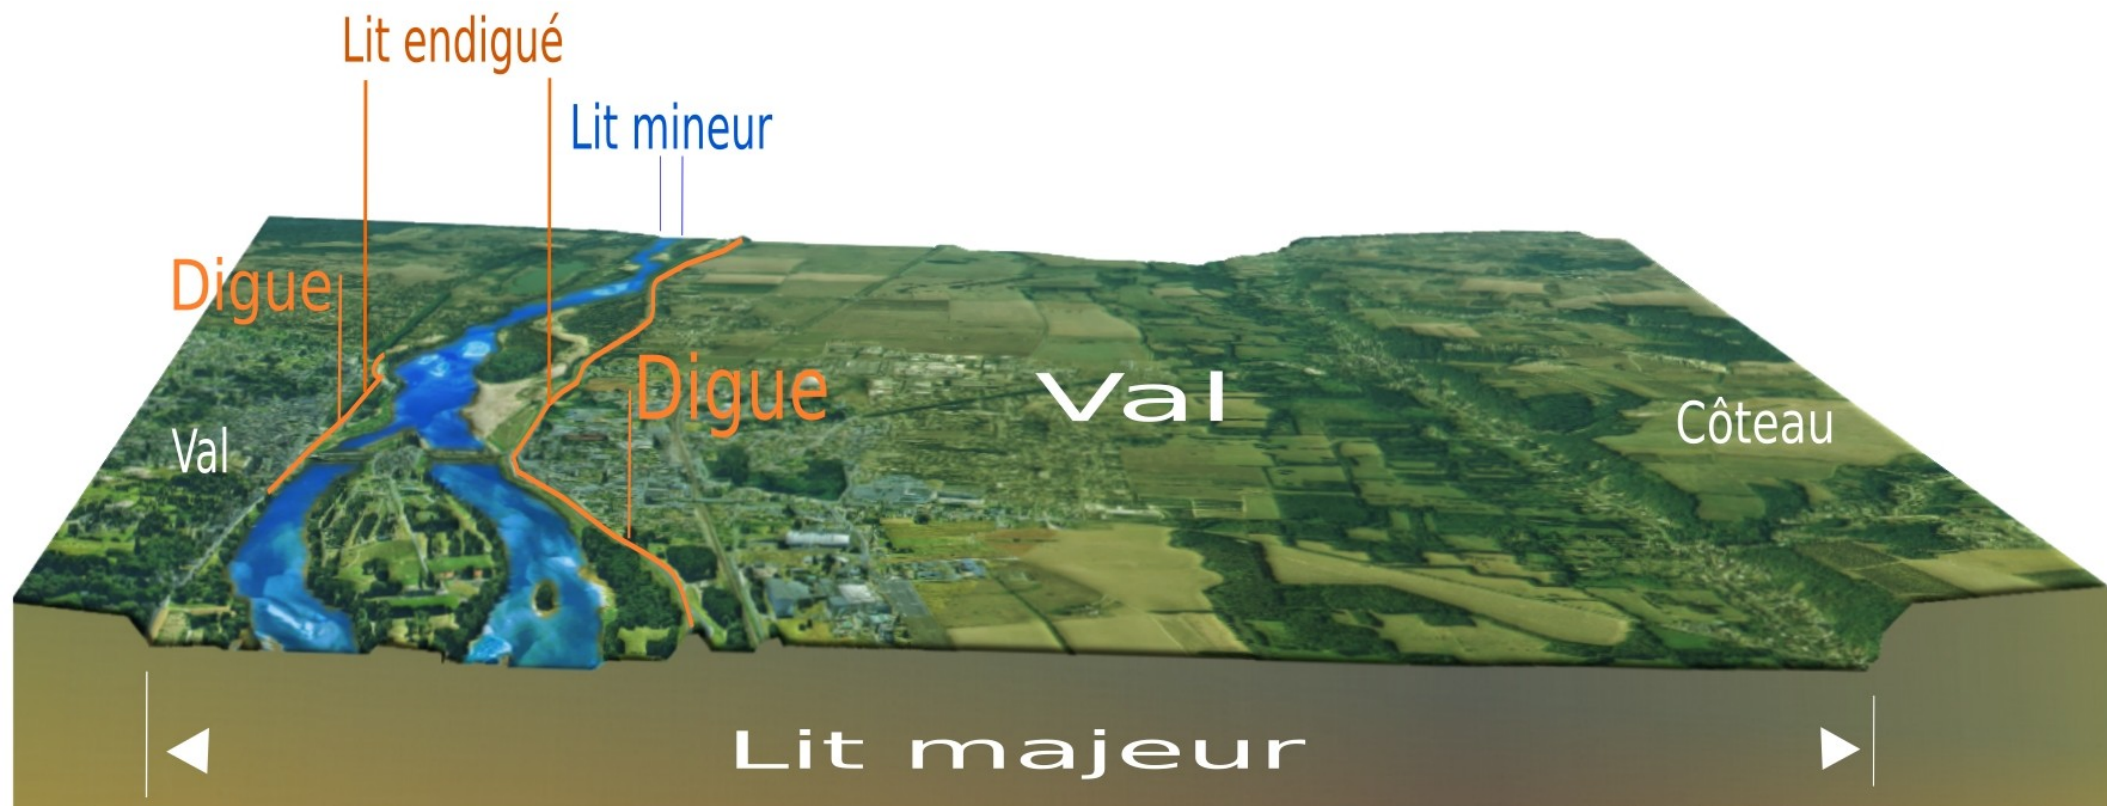 Lit endigué
Lit mineur
Digue
Digue
Val
Val
Côteau
Lit majeur